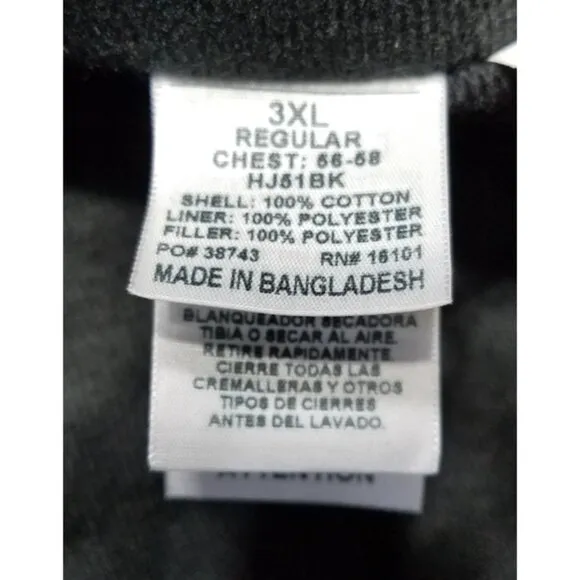 3XL
REGULAR
CHEST: 56-58
HJ51BK
SHELL: 100% COTTON
LINER: 100% POLYESTER
FILLER: 100% POLYESTER
PO# 38743 RN# 16101
MADE IN BANGLADESH
BLANQUEADOR SECADORA
TIBIA O SECAR AL AIRE.
RETIRE RAPIDAMENTE.
CIERRE TODAS LAS
CREMALLERAS Y OTROS
TIPOS DE CIERRES
ANTES DEL LAVADO.
ATTENTION